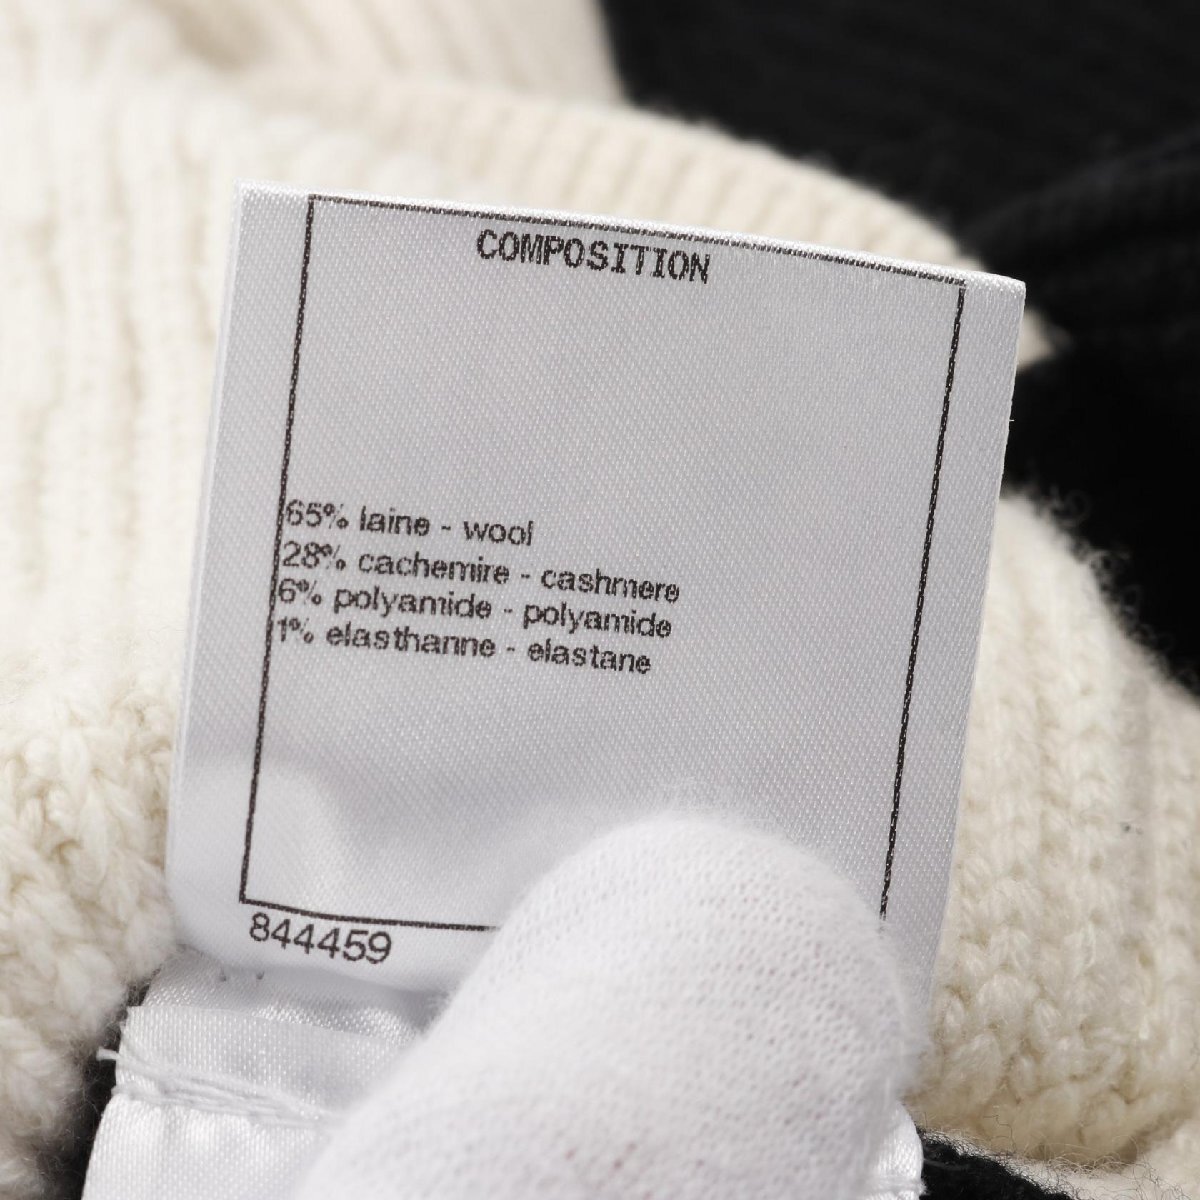 COMPOSITION
65% laine - wool
28% cachemire - cashmere
6% polyamide - polyamide
1% elasthanne - elastane
844459